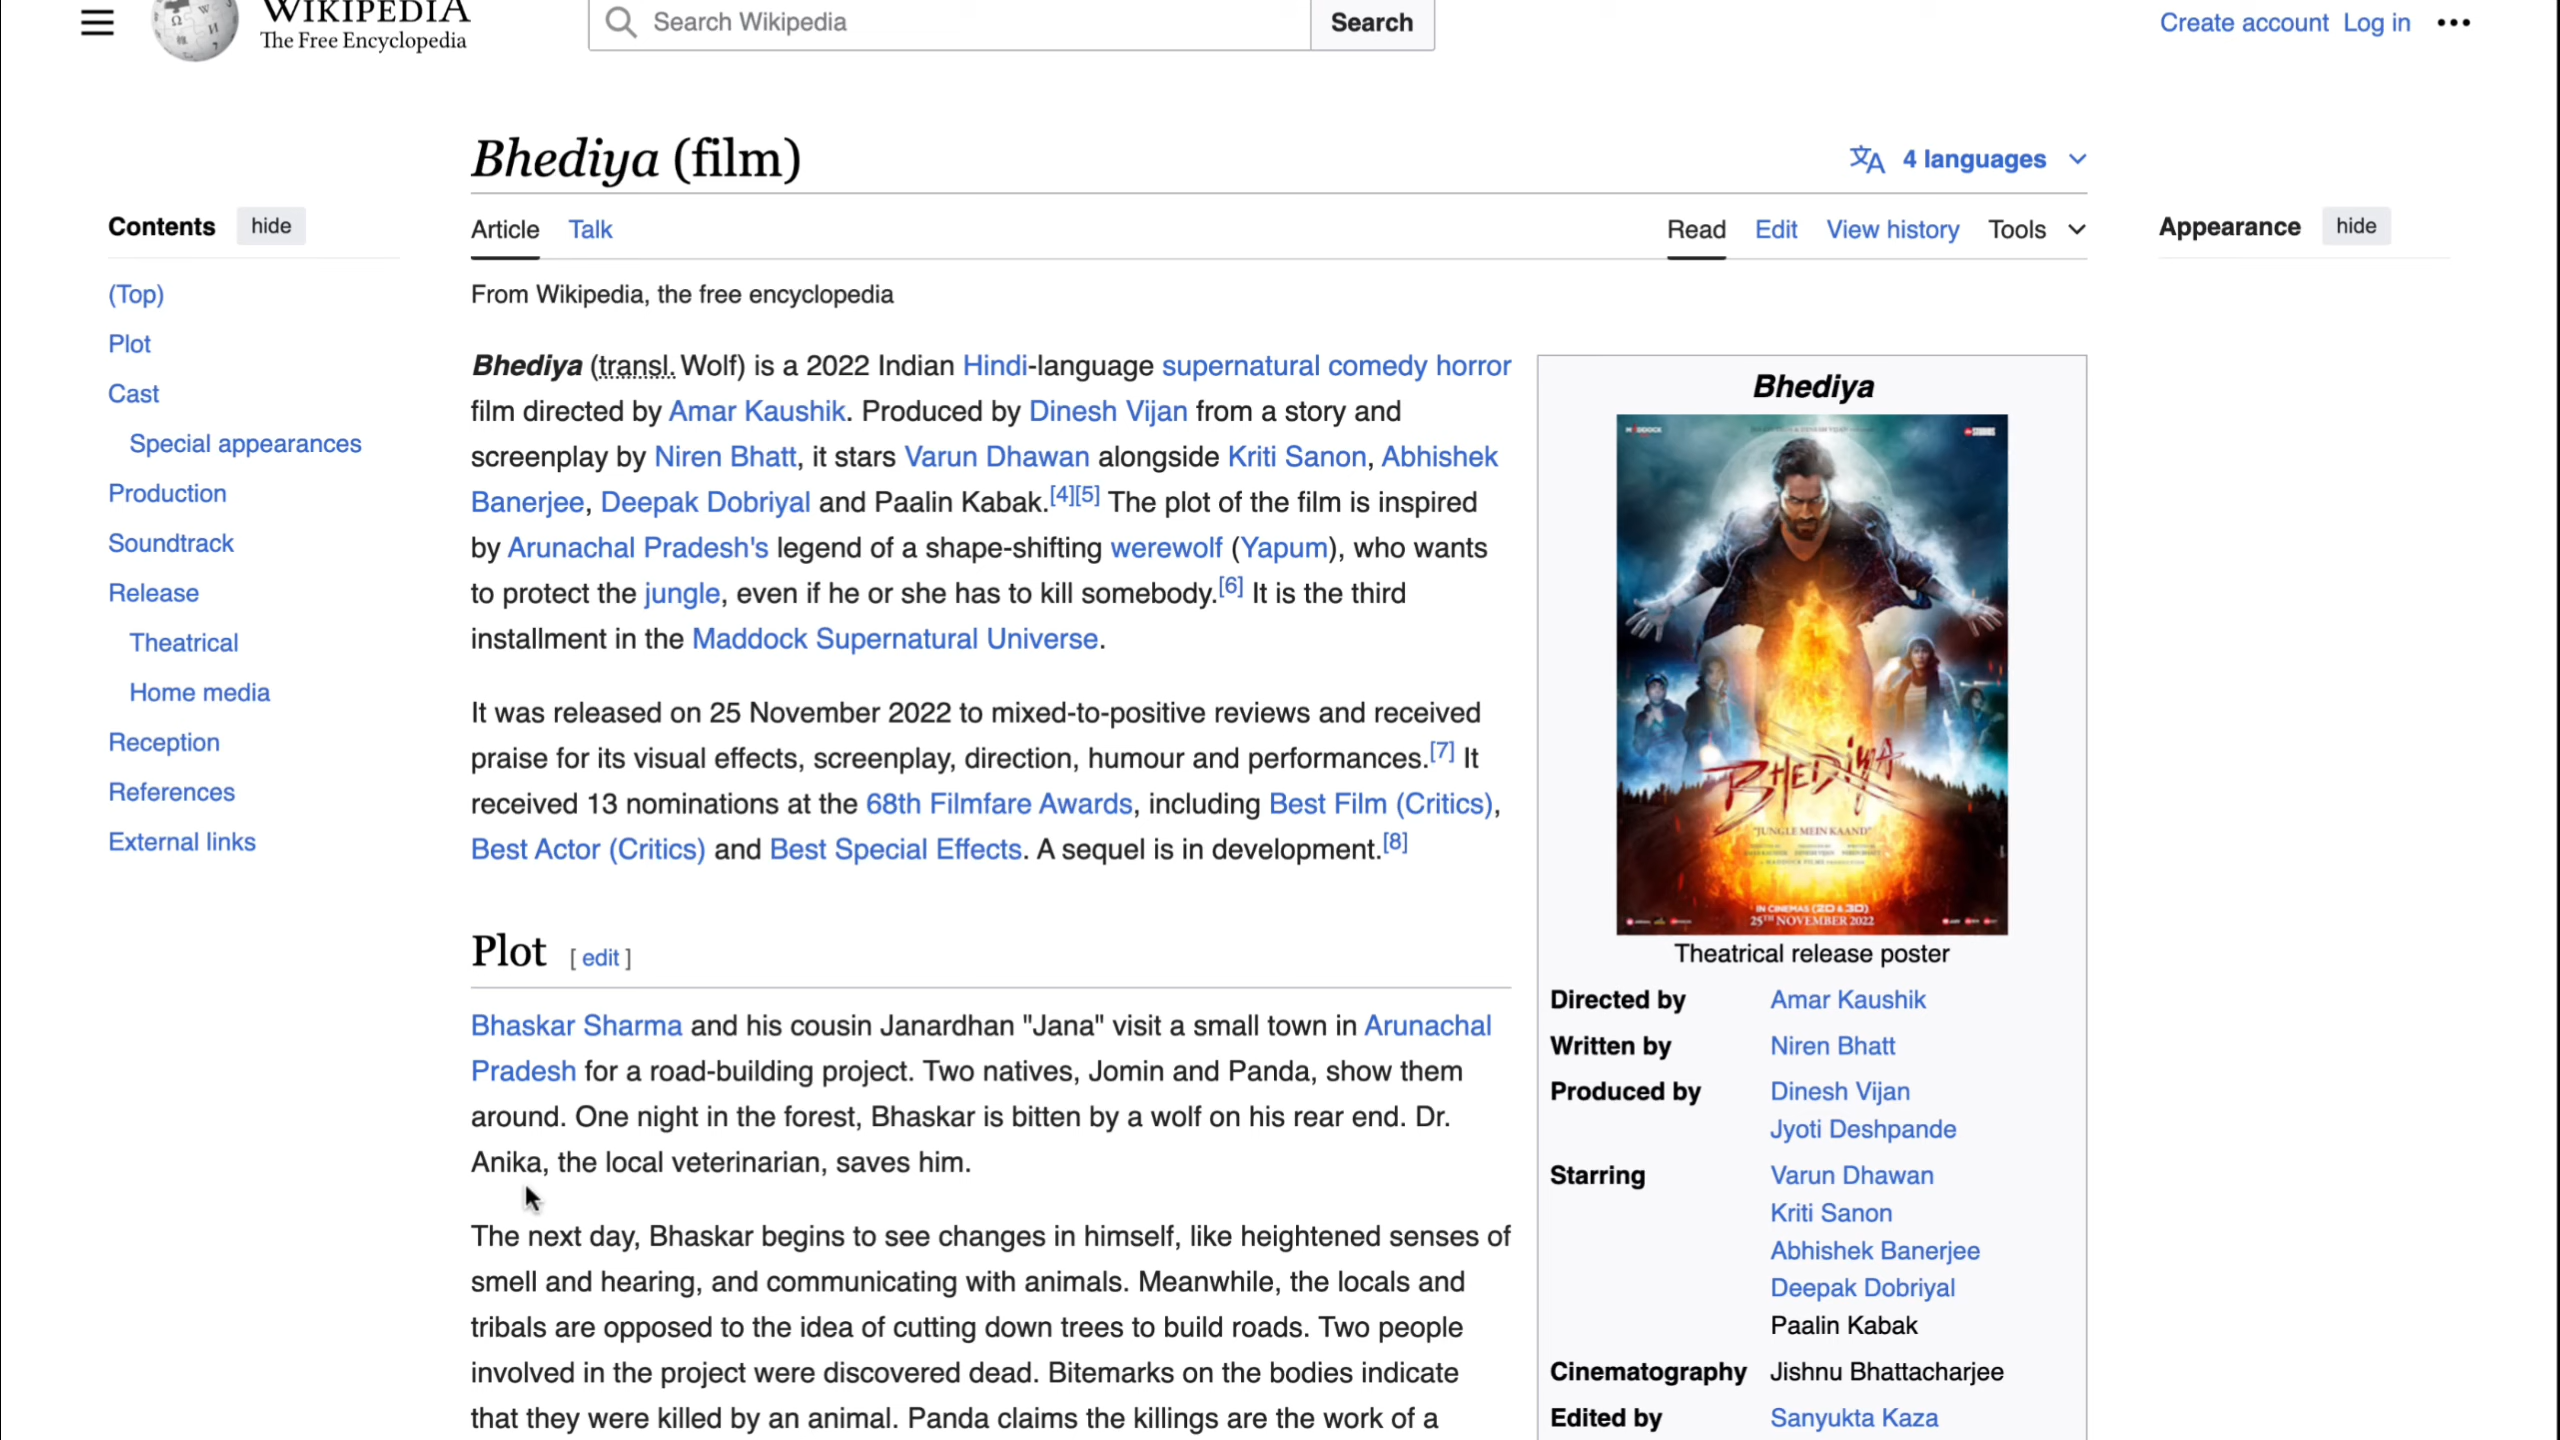 WIKIPEDIA
The Free Encyclopedia
Search Wikipedia
Search
Create account Log in
Bhediya (film)
4 languages
Contents hide
Article Talk
Read Edit View history Tools
Appearance hide
(Top)
Plot
Cast
Special appearances
Production
Soundtrack
Release
Theatrical
Home media
Reception
References
External links
From Wikipedia, the free encyclopedia
Bhediya (transl. Wolf) is a 2022 Indian Hindi-language supernatural comedy horror
film directed by Amar Kaushik. Produced by Dinesh Vijan from a story and
screenplay by Niren Bhatt, it stars Varun Dhawan alongside Kriti Sanon, Abhishek
Banerjee, Deepak Dobriyal and Paalin Kabak.[4][5] The plot of the film is inspired
by Arunachal Pradesh's legend of a shape-shifting werewolf (Yapum), who wants
to protect the jungle, even if he or she has to kill somebody.[6] It is the third
installment in the Maddock Supernatural Universe.
It was released on 25 November 2022 to mixed-to-positive reviews and received
praise for its visual effects, screenplay, direction, humour and performances.[7] It
received 13 nominations at the 68th Filmfare Awards, including Best Film (Critics),
Best Actor (Critics) and Best Special Effects. A sequel is in development.[8]
Plot [ edit ]
Bhaskar Sharma and his cousin Janardhan "Jana" visit a small town in Arunachal
Pradesh for a road-building project. Two natives, Jomin and Panda, show them
around. One night in the forest, Bhaskar is bitten by a wolf on his rear end. Dr.
Anika, the local veterinarian, saves him.
The next day, Bhaskar begins to see changes in himself, like heightened senses of
smell and hearing, and communicating with animals. Meanwhile, the locals and
tribals are opposed to the idea of cutting down trees to build roads. Two people
involved in the project were discovered dead. Bitemarks on the bodies indicate
that they were killed by an animal. Panda claims the killings are the work of a
Bhediya
MADDOCK
BHEDIYA
"JUNGLE MEIN KAAND"
IN CINEMAS (2D & 3D)
25TH NOVEMBER 2022
Theatrical release poster
Directed by Amar Kaushik
Written by Niren Bhatt
Produced by Dinesh Vijan
Jyoti Deshpande
Starring Varun Dhawan
Kriti Sanon
Abhishek Banerjee
Deepak Dobriyal
Paalin Kabak
Cinematography Jishnu Bhattacharjee
Edited by Sanyukta Kaza